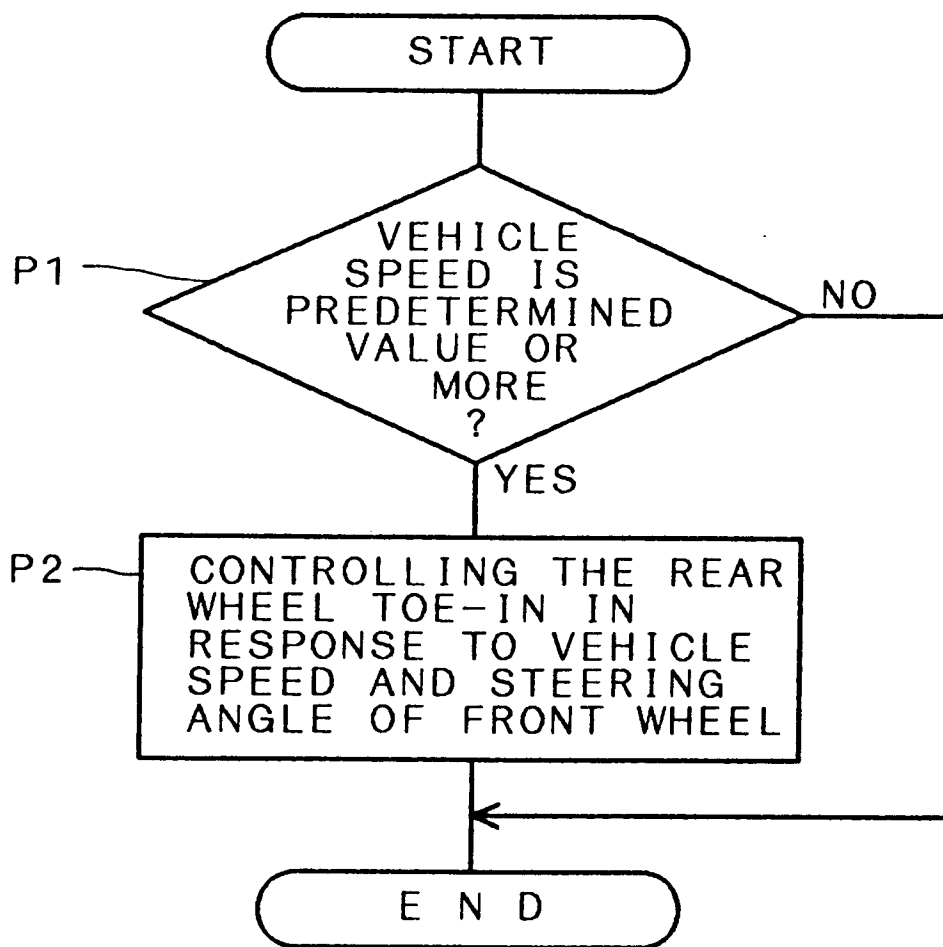 START
P1
VEHICLE
SPEED IS
PREDETERMINED
VALUE OR
MORE
?
NO
YES
P2
CONTROLLING THE REAR
WHEEL TOE-IN IN
RESPONSE TO VEHICLE
SPEED AND STEERING
ANGLE OF FRONT WHEEL
END